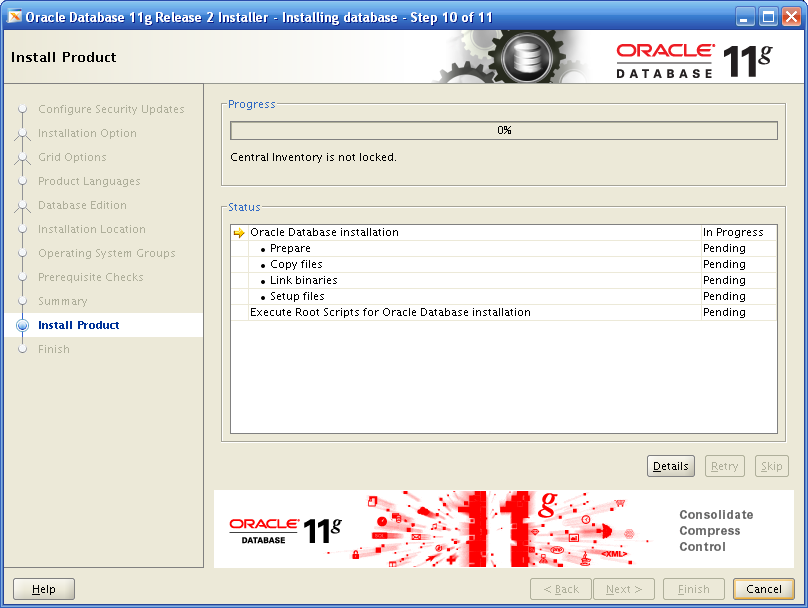 Oracle Database 11g Release 2 Installer - Installing database - Step 10 of 11
Install Product
ORACLE
DATABASE 11g
Configure Security Updates
Installation Option
Grid Options
Product Languages
Database Edition
Installation Location
Operating System Groups
Prerequisite Checks
Summary
Install Product
Finish
Progress
0%
Central Inventory is not locked.
Status
Oracle Database installation In Progress
• Prepare Pending
• Copy files Pending
• Link binaries Pending
• Setup files Pending
Execute Root Scripts for Oracle Database installation Pending
Details Retry Skip
ORACLE
DATABASE 11g
11g
<XML>
Consolidate
Compress
Control
Help < Back Next > Finish Cancel